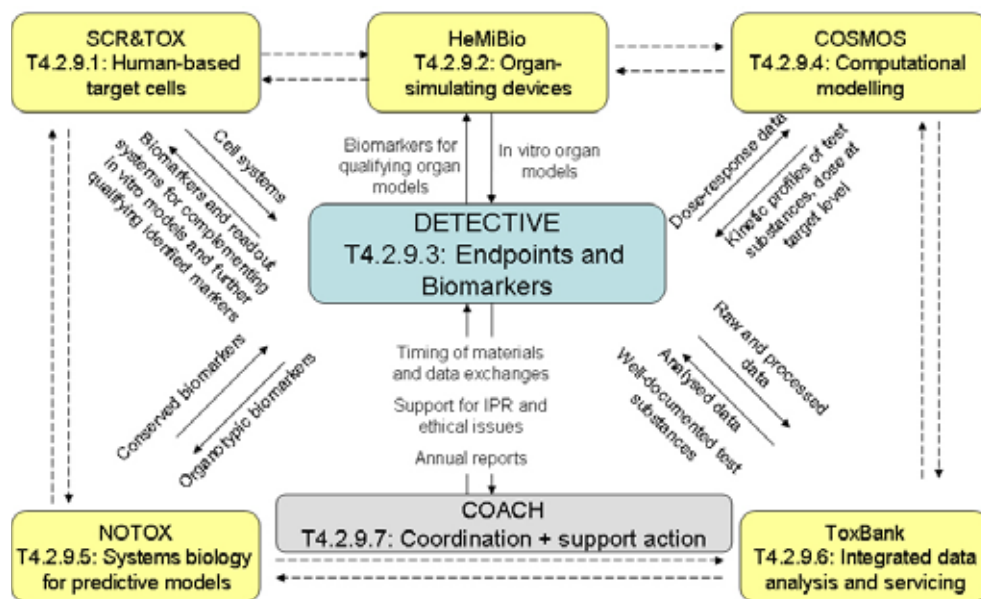 SCR&TOX
T4.2.9.1: Human-based
target cells
HeMiBio
T4.2.9.2: Organ-
simulating devices
COSMOS
T4.2.9.4: Computational
modelling
Cell systems
Biomarkers and readout
systems for complementing
In vitro models and further
qualifying identified markers
Biomarkers for
qualifying organ
models
In vitro organ
models
Dose-response data
Kinetic profiles of test
substances, dose at
target level
DETECTIVE
T4.2.9.3: Endpoints and
Biomarkers
Conserved biomarkers
Organotypic biomarkers
Timing of materials
and data exchanges
Support for IPR and
ethical issues
Annual reports
Raw and processed
data
Analysed data
Well-documented test
substances
NOTOX
T4.2.9.5: Systems biology
for predictive models
COACH
T4.2.9.7: Coordination + support action
ToxBank
T4.2.9.6: Integrated data
analysis and servicing